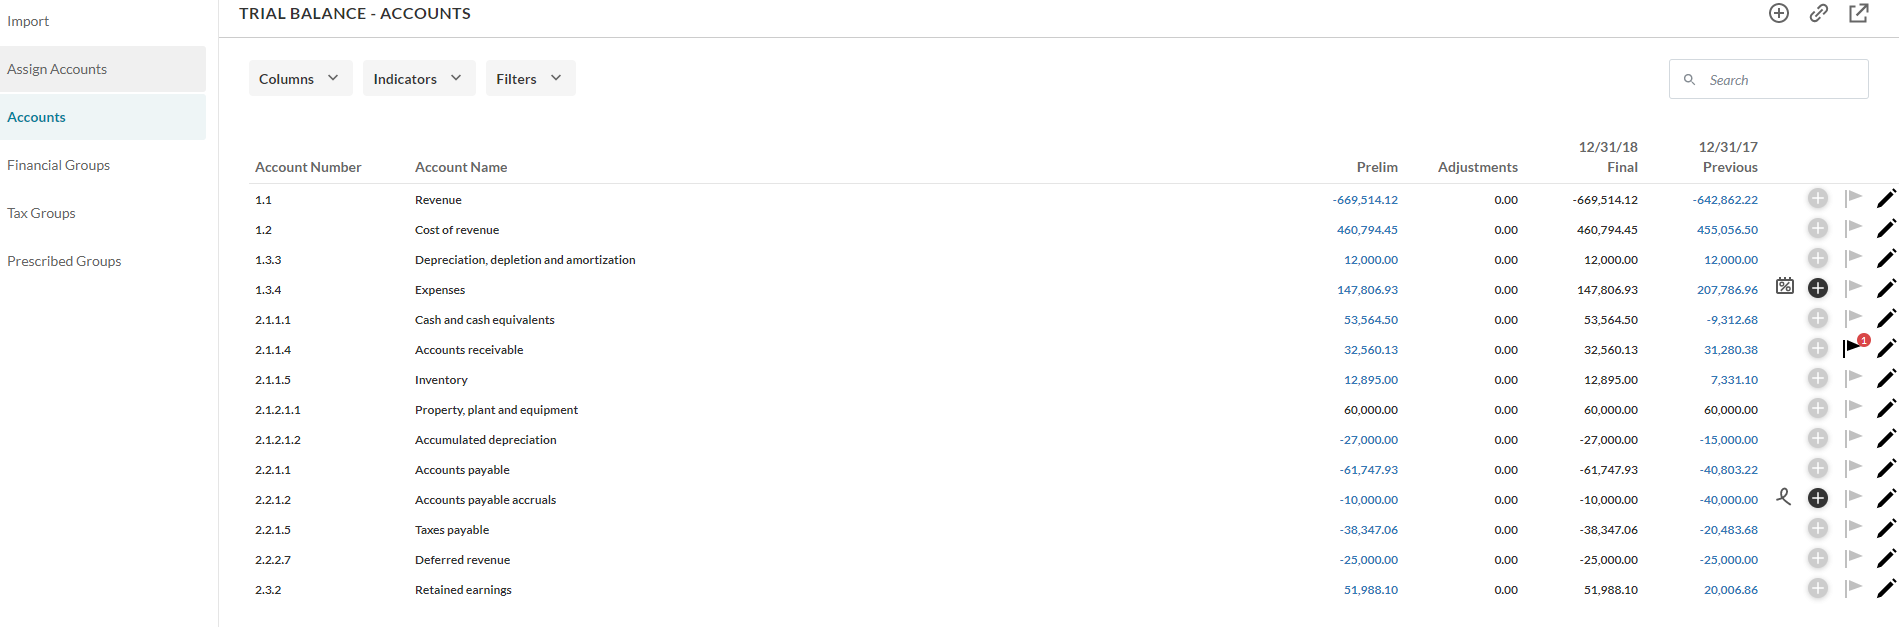 Import
Assign Accounts
Accounts
Financial Groups
Tax Groups
Prescribed Groups
TRIAL BALANCE - ACCOUNTS
Columns Indicators Filters
Search
12/31/18 12/31/17
Account Number Account Name Prelim Adjustments Final Previous
1.1 Revenue -669,514.12 0.00 -669,514.12 -642,862.22
1.2 Cost of revenue 460,794.45 0.00 460,794.45 455,056.50
1.3.3 Depreciation, depletion and amortization 12,000.00 0.00 12,000.00 12,000.00
1.3.4 Expenses 147,806.93 0.00 147,806.93 207,786.96
2.1.1.1 Cash and cash equivalents 53,564.50 0.00 53,564.50 -9,312.68
2.1.1.4 Accounts receivable 32,560.13 0.00 32,560.13 31,280.38 1
2.1.1.5 Inventory 12,895.00 0.00 12,895.00 7,331.10
2.1.2.1.1 Property, plant and equipment 60,000.00 0.00 60,000.00 60,000.00
2.1.2.1.2 Accumulated depreciation -27,000.00 0.00 -27,000.00 -15,000.00
2.2.1.1 Accounts payable -61,747.93 0.00 -61,747.93 -40,803.22
2.2.1.2 Accounts payable accruals -10,000.00 0.00 -10,000.00 -40,000.00
2.2.1.5 Taxes payable -38,347.06 0.00 -38,347.06 -20,483.68
2.2.2.7 Deferred revenue -25,000.00 0.00 -25,000.00 -25,000.00
2.3.2 Retained earnings 51,988.10 0.00 51,988.10 20,006.86